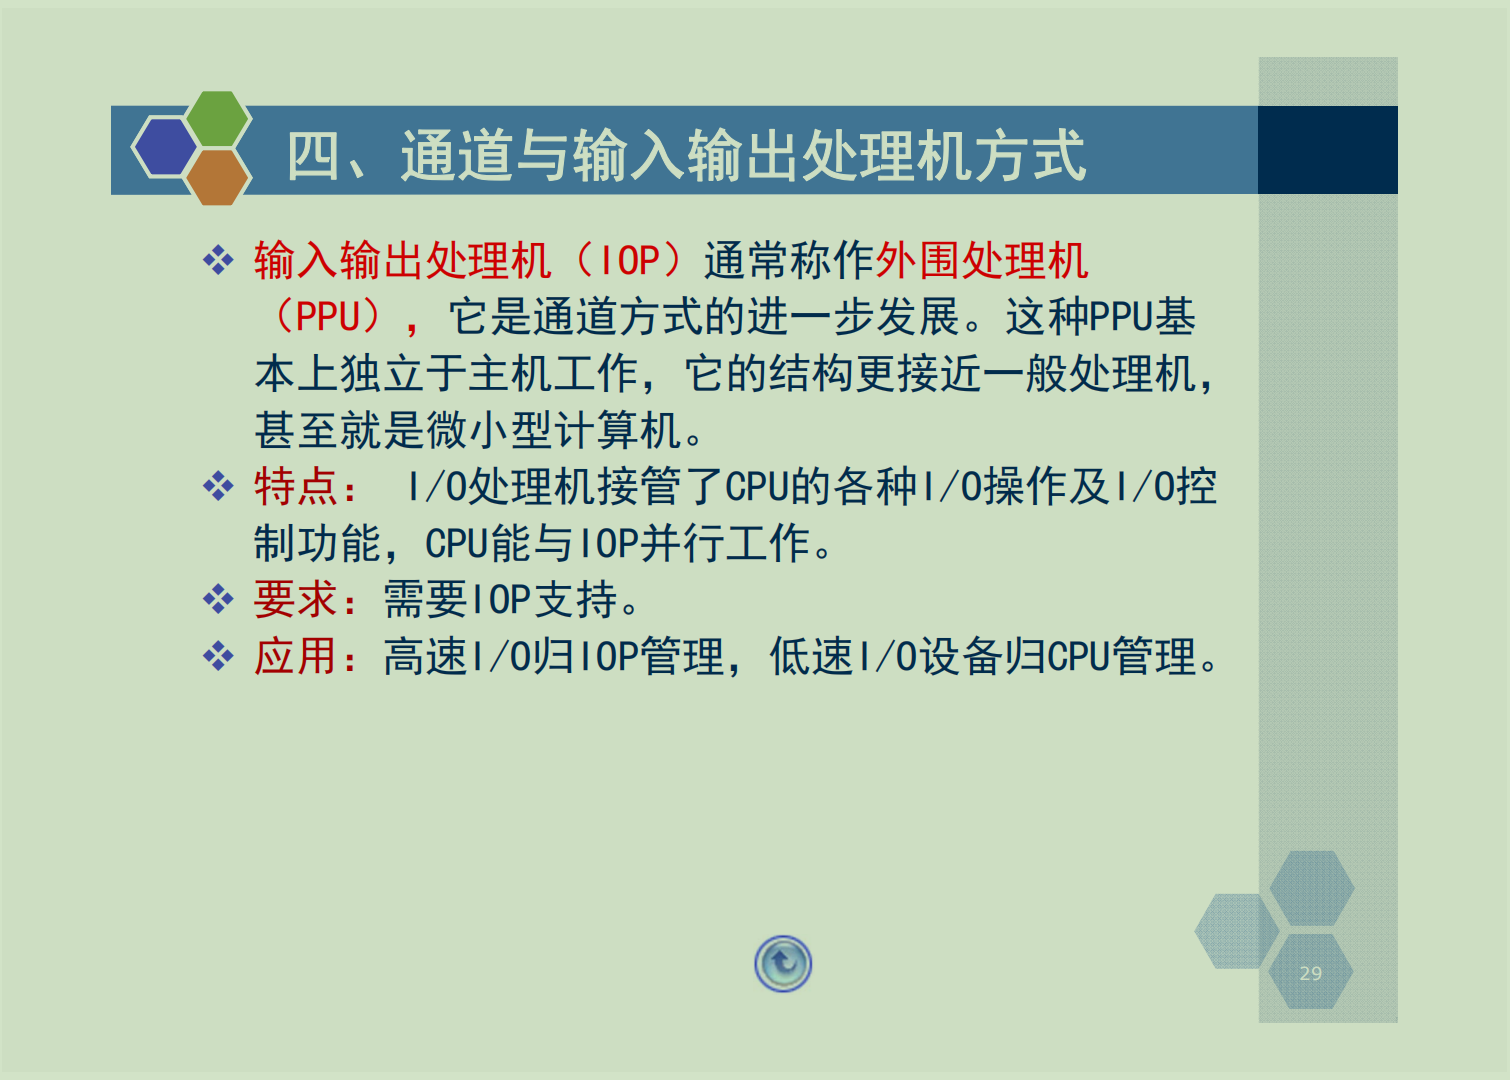 四、通道与输入输出处理机方式
输入输出处理机（IOP）通常称作外围处理机
（PPU），它是通道方式的进一步发展。这种PPU基
本上独立于主机工作，它的结构更接近一般处理机，
甚至就是微小型计算机。
特点： I/O处理机接管了CPU的各种I/O操作及I/O控
制功能，CPU能与IOP并行工作。
要求：需要IOP支持。
应用：高速I/O归IOP管理，低速I/O设备归CPU管理。
29